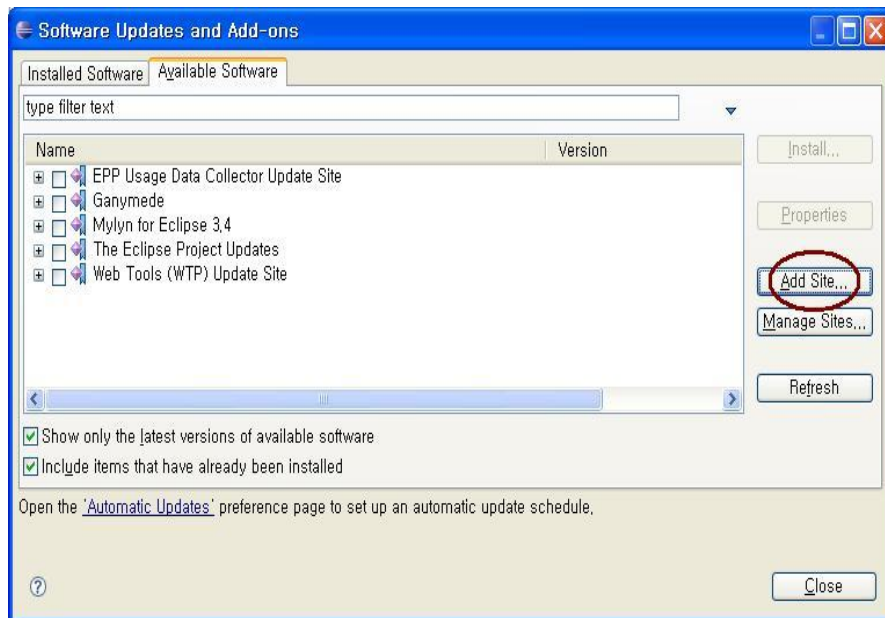 Software Updates and Add-ons
Installed Software Available Software
type filter text
Name Version
EPP Usage Data Collector Update Site
Ganymede
Mylyn for Eclipse 3,4
The Eclipse Project Updates
Web Tools (WTP) Update Site
Install...
Properties
Add Site...
Manage Sites...
Refresh
Show only the latest versions of available software
Include items that have already been installed
Open the 'Automatic Updates' preference page to set up an automatic update schedule,
?
Close